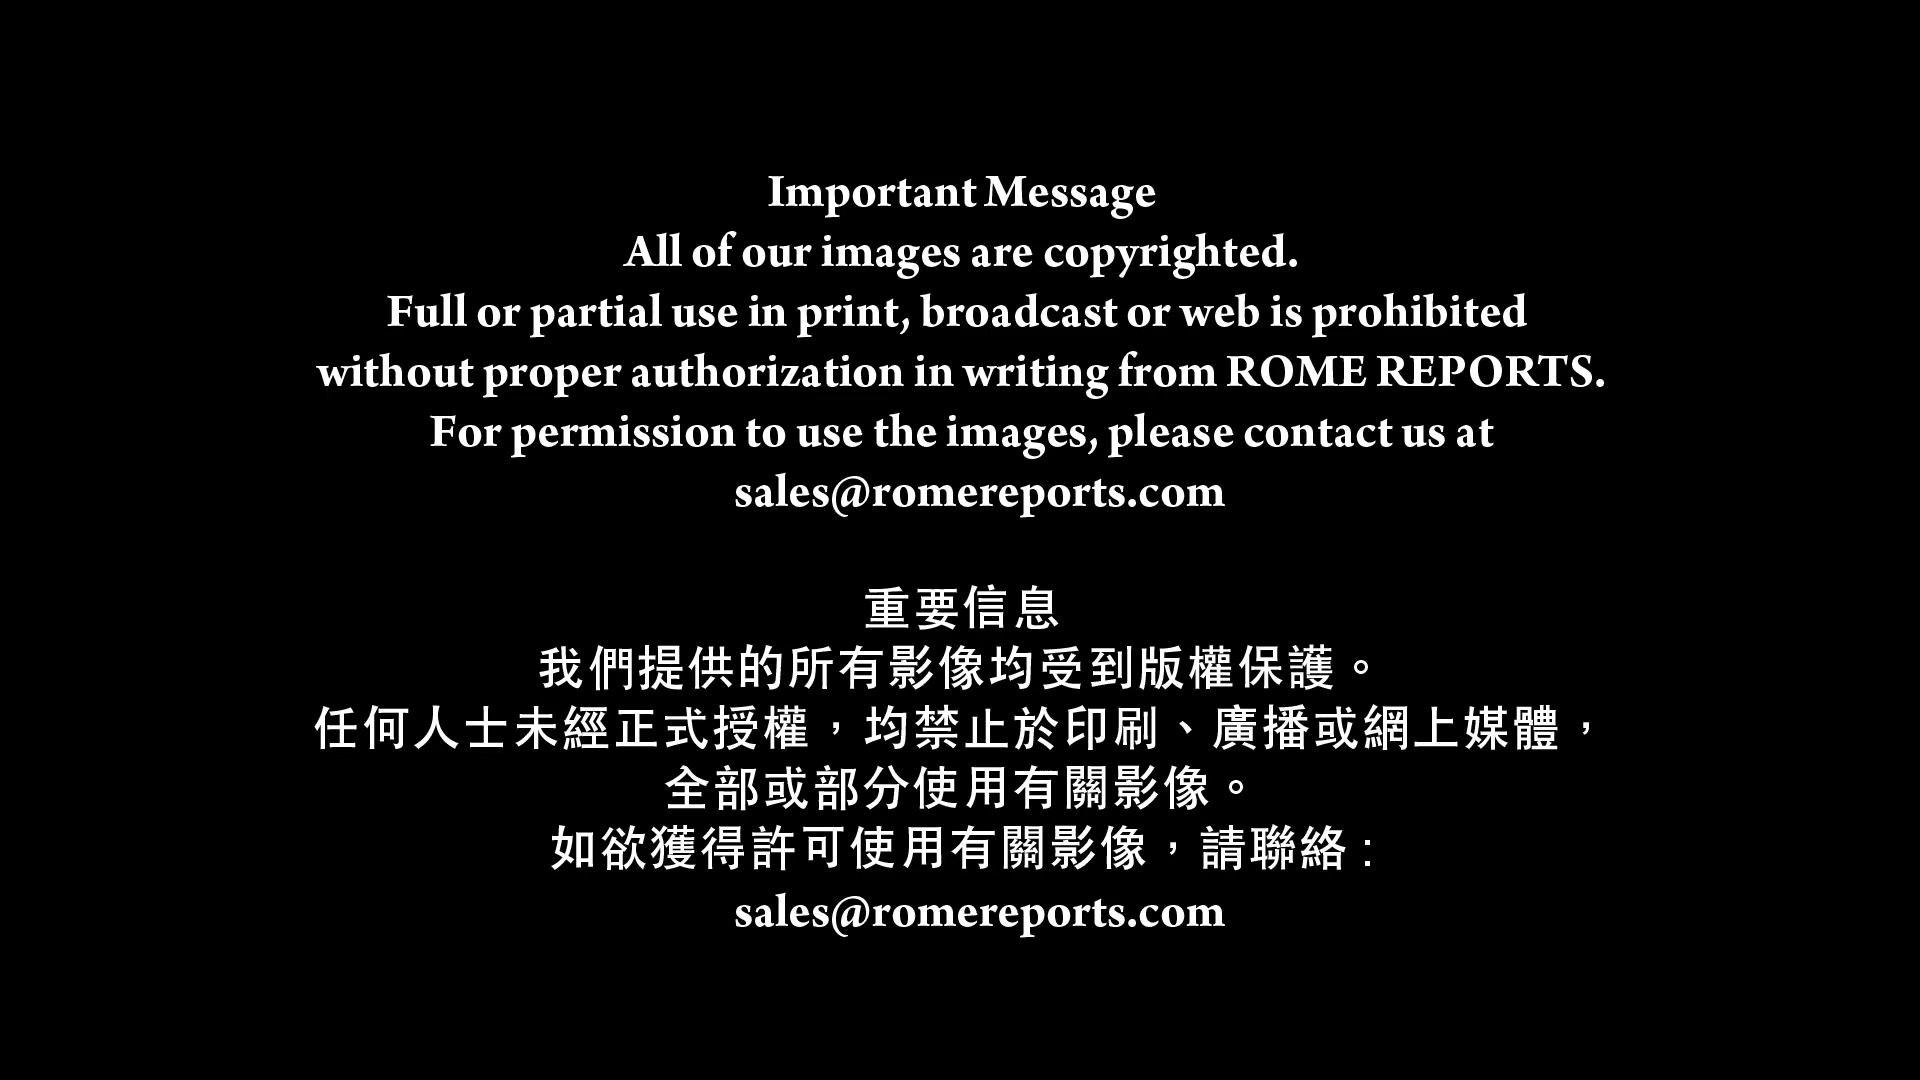 Important Message
All of our images are copyrighted.
Full or partial use in print, broadcast or web is prohibited
without proper authorization in writing from ROME REPORTS.
For permission to use the images, please contact us at
sales@romereports.com
重要信息
我們提供的所有影像均受到版權保護。
任何人士未經正式授權，均禁止於印刷、廣播或網上媒體，
全部或部分使用有關影像。
如欲獲得許可使用有關影像，請聯絡：
sales@romereports.com